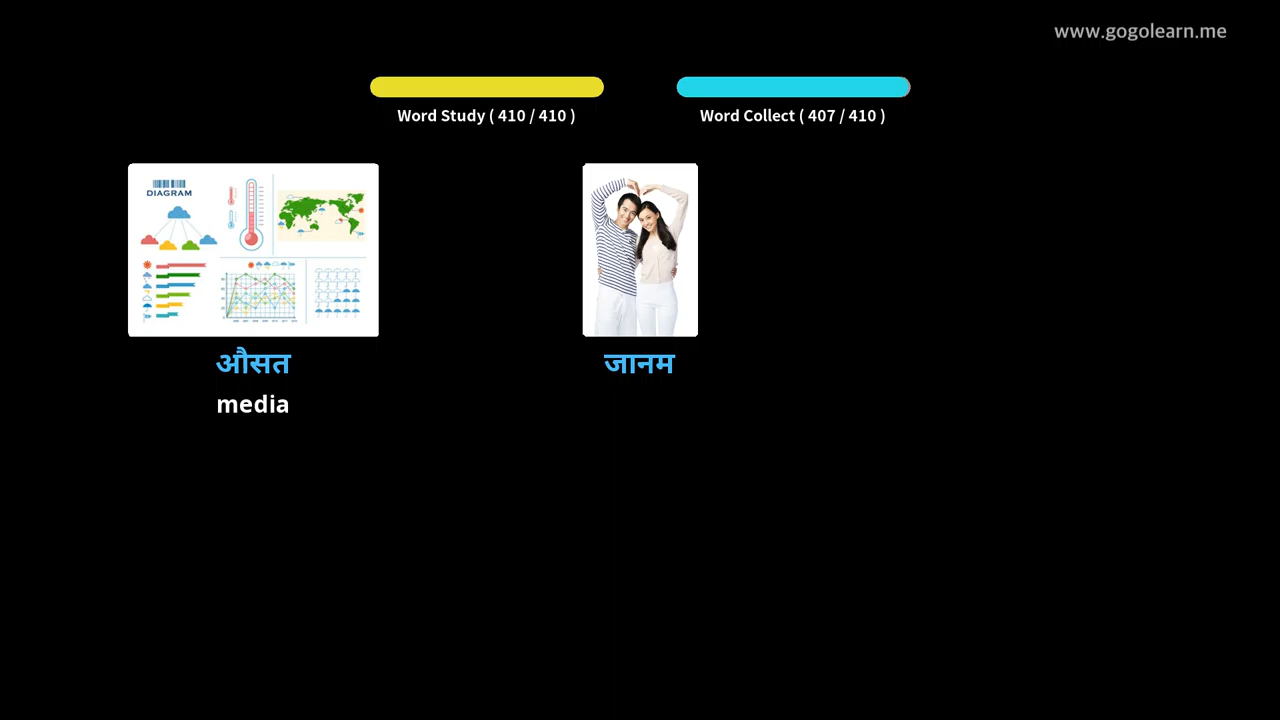 www.gogolearn.me
Word Study ( 410 / 410 )
Word Collect ( 407 / 410 )
DIAGRAM
औसत
जानम
media